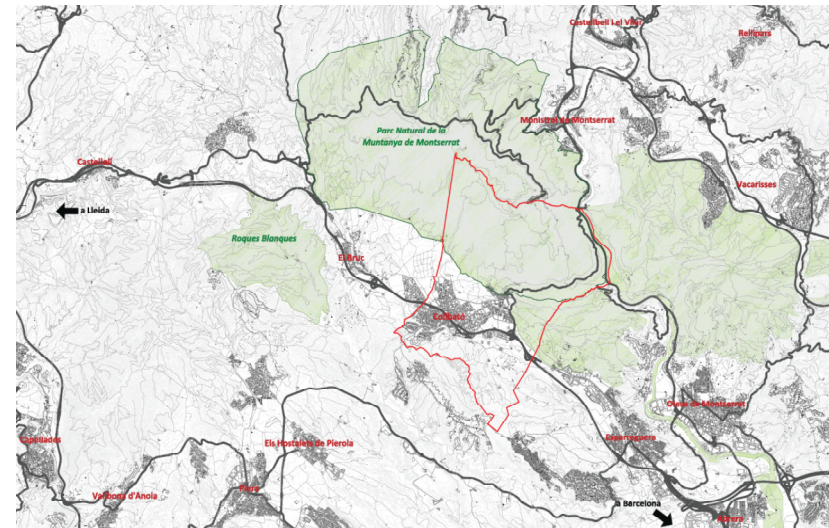 Castellbell i el Vilar
Rellinars
Monistrol de Montserrat
Parc Natural de la
Muntanya de Montserrat
Castellolí
Vacarisses
a Lleida
Roques Blanques
El Bruc
Collbató
Olesa de Montserrat
Capellades
Els Hostalets de Pierola
Esparreguera
Vallbona d'Anoia
Piera
a Barcelona
Abrera